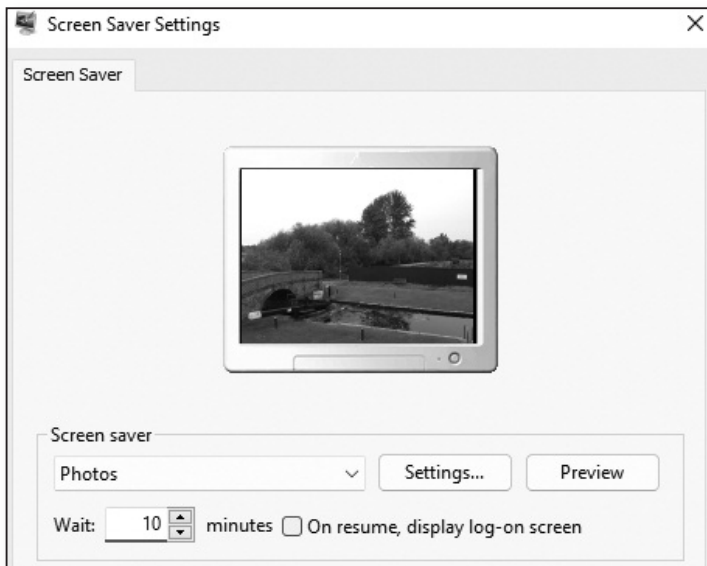 Screen Saver Settings
Screen Saver
Screen saver
Photos
Settings...
Preview
Wait: 10 minutes On resume, display log-on screen